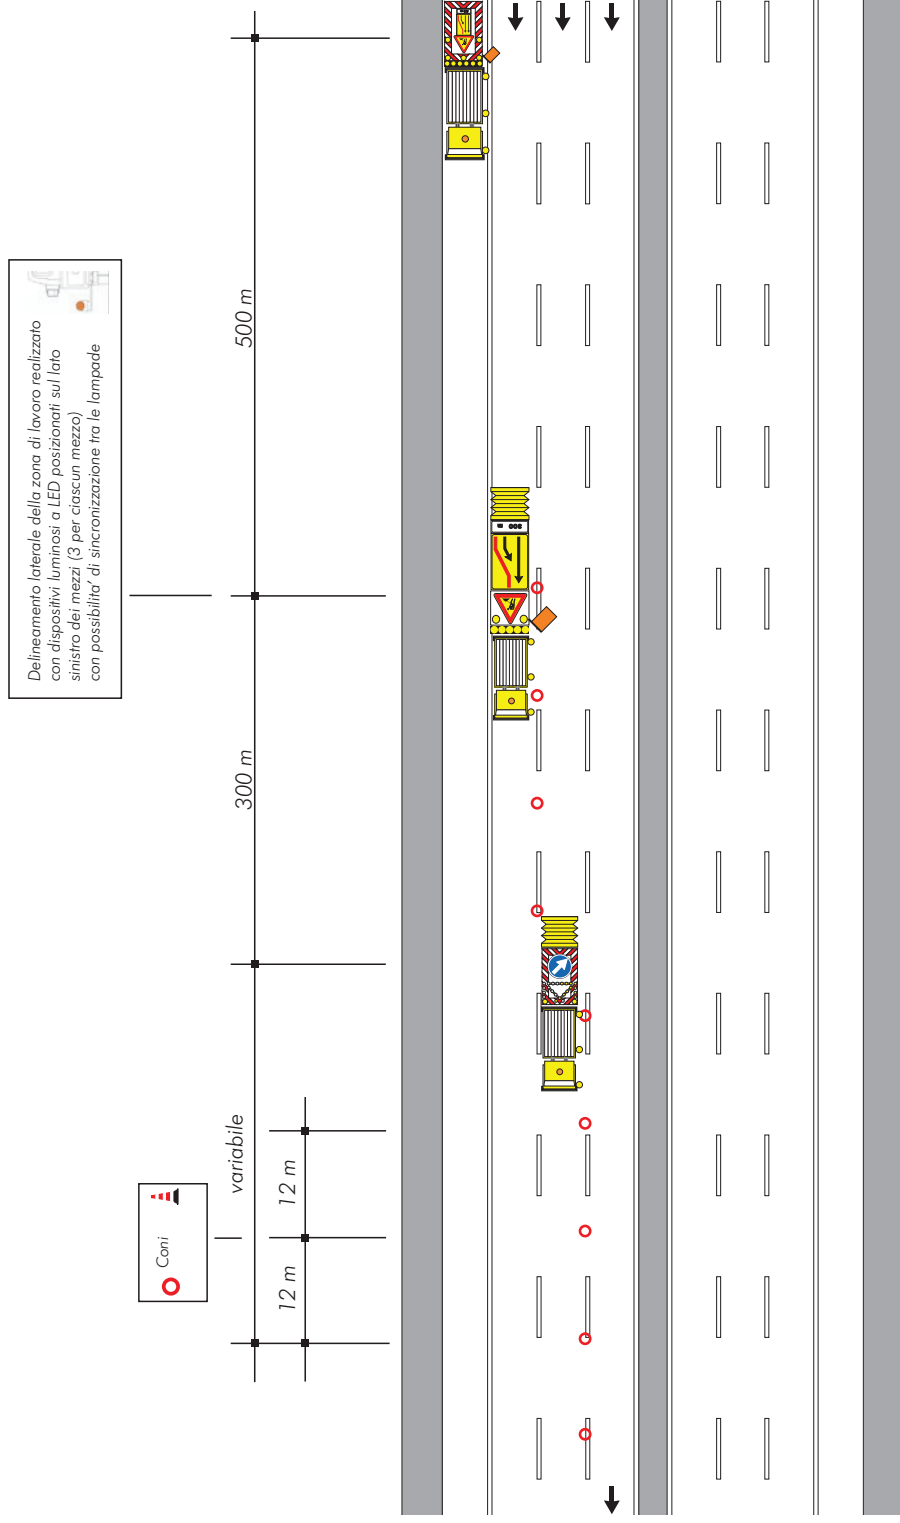 500 m
Delineamento laterale della zona di lavoro realizzato
con dispositivi luminosi a LED posizionati sul lato
sinistro dei mezzi (3 per ciascun mezzo)
con possibilita' di sincronizzazione tra le lampade
300 m
variabile
12 m
12 m
Coni